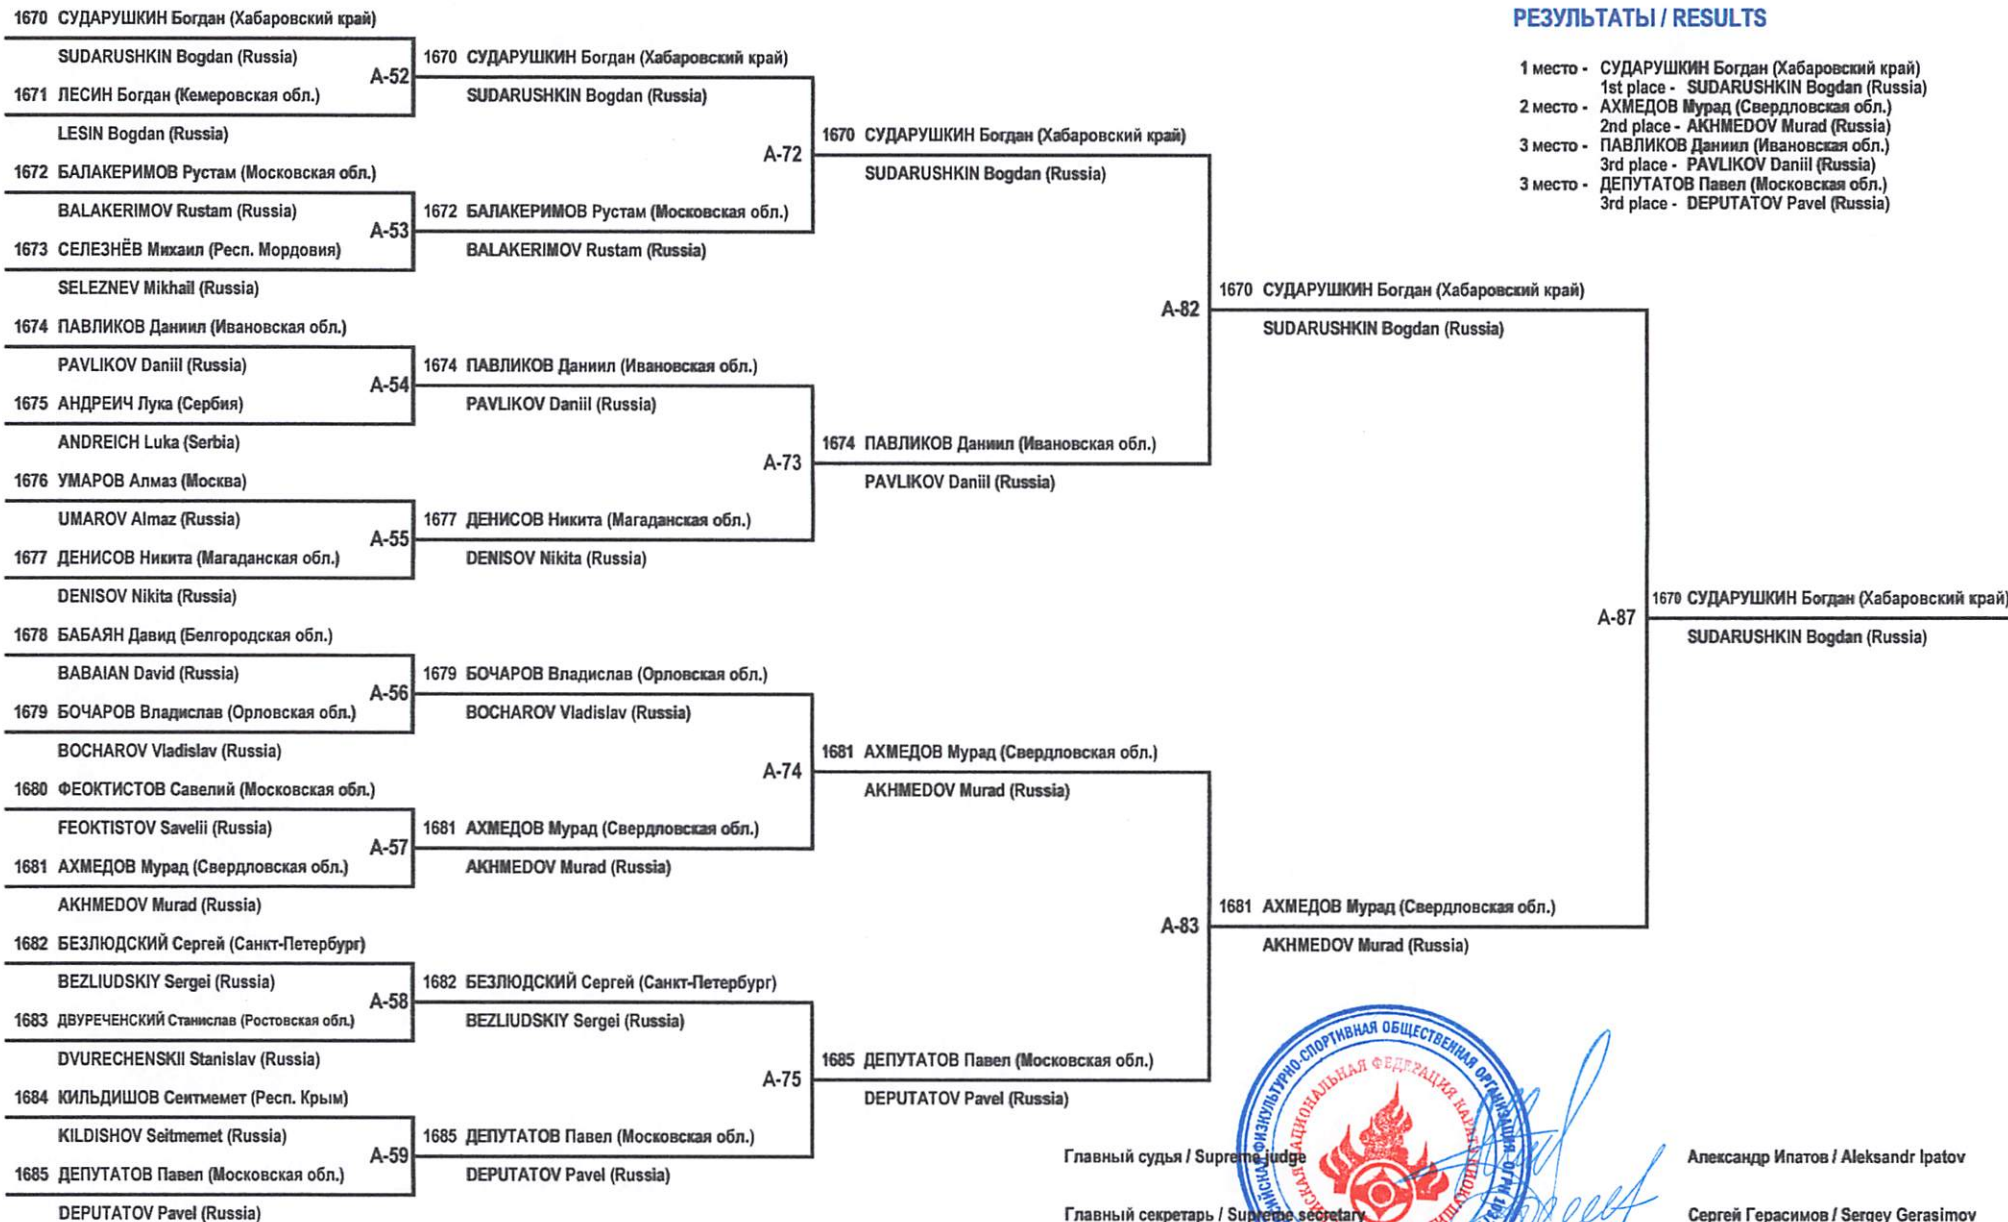 1670 СУДАРУШКИН Богдан (Хабаровский край)
SUDARUSHKIN Bogdan (Russia)
А-52
1671 ЛЕСИН Богдан (Кемеровская обл.)
LESIN Bogdan (Russia)
1672 БАЛАКЕРИМОВ Рустам (Московская обл.)
BALAKERIMOV Rustam (Russia)
А-53
1673 СЕЛЕЗНЁВ Михаил (Респ. Мордовия)
SELEZNEV Mikhail (Russia)
1674 ПАВЛИКОВ Даниил (Ивановская обл.)
PAVLIKOV Daniil (Russia)
А-54
1675 АНДРЕИЧ Лука (Сербия)
ANDREICH Luka (Serbia)
1676 УМАРОВ Алмаз (Москва)
UMAROV Almaz (Russia)
А-55
1677 ДЕНИСОВ Никита (Магаданская обл.)
DENISOV Nikita (Russia)
1678 БАБАЯН Давид (Белгородская обл.)
BABAIAN David (Russia)
А-56
1679 БОЧАРОВ Владислав (Орловская обл.)
BOCHAROV Vladislav (Russia)
1680 ФЕОКТИСТОВ Савелий (Московская обл.)
FEOKTISTOV Savelii (Russia)
А-57
1681 АХМЕДОВ Мурад (Свердловская обл.)
AKHMEDOV Murad (Russia)
1682 БЕЗЛЮДСКИЙ Сергей (Санкт-Петербург)
BEZLIUDSKIY Sergei (Russia)
А-58
1683 ДВУРЕЧЕНСКИЙ Станислав (Ростовская обл.)
DVURECHENSKII Stanislav (Russia)
1684 КИЛЬДИШОВ Сеитмемет (Респ. Крым)
KILDISHOV Seitmemet (Russia)
А-59
1685 ДЕПУТАТОВ Павел (Московская обл.)
DEPUTATOV Pavel (Russia)
1670 СУДАРУШКИН Богдан (Хабаровский край)
SUDARUSHKIN Bogdan (Russia)
А-72
1672 БАЛАКЕРИМОВ Рустам (Московская обл.)
BALAKERIMOV Rustam (Russia)
1674 ПАВЛИКОВ Даниил (Ивановская обл.)
PAVLIKOV Daniil (Russia)
А-73
1677 ДЕНИСОВ Никита (Магаданская обл.)
DENISOV Nikita (Russia)
1679 БОЧАРОВ Владислав (Орловская обл.)
BOCHAROV Vladislav (Russia)
А-74
1681 АХМЕДОВ Мурад (Свердловская обл.)
AKHMEDOV Murad (Russia)
1682 БЕЗЛЮДСКИЙ Сергей (Санкт-Петербург)
BEZLIUDSKIY Sergei (Russia)
А-75
1685 ДЕПУТАТОВ Павел (Московская обл.)
DEPUTATOV Pavel (Russia)
1670 СУДАРУШКИН Богдан (Хабаровский край)
SUDARUSHKIN Bogdan (Russia)
А-82
1674 ПАВЛИКОВ Даниил (Ивановская обл.)
PAVLIKOV Daniil (Russia)
1681 АХМЕДОВ Мурад (Свердловская обл.)
AKHMEDOV Murad (Russia)
А-83
1685 ДЕПУТАТОВ Павел (Московская обл.)
DEPUTATOV Pavel (Russia)
1670 СУДАРУШКИН Богдан (Хабаровский край)
SUDARUSHKIN Bogdan (Russia)
А-87
1681 АХМЕДОВ Мурад (Свердловская обл.)
AKHMEDOV Murad (Russia)
1670 СУДАРУШКИН Богдан (Хабаровский край)
SUDARUSHKIN Bogdan (Russia)
РЕЗУЛЬТАТЫ / RESULTS
1 место - СУДАРУШКИН Богдан (Хабаровский край)
1st place - SUDARUSHKIN Bogdan (Russia)
2 место - АХМЕДОВ Мурад (Свердловская обл.)
2nd place - AKHMEDOV Murad (Russia)
3 место - ПАВЛИКОВ Даниил (Ивановская обл.)
3rd place - PAVLIKOV Daniil (Russia)
3 место - ДЕПУТАТОВ Павел (Московская обл.)
3rd place - DEPUTATOV Pavel (Russia)
ФИЗКУЛЬТУРНО-СПОРТИВНАЯ ОБЩЕСТВЕННАЯ ОРГАНИЗАЦИЯ ОГРН
НАЦИОНАЛЬНАЯ ФЕДЕРАЦИЯ КАРАТЭ
Главный судья / Supreme judge
Александр Ипатов / Aleksandr Ipatov
Главный секретарь / Supreme secretary
Сергей Герасимов / Sergey Gerasimov